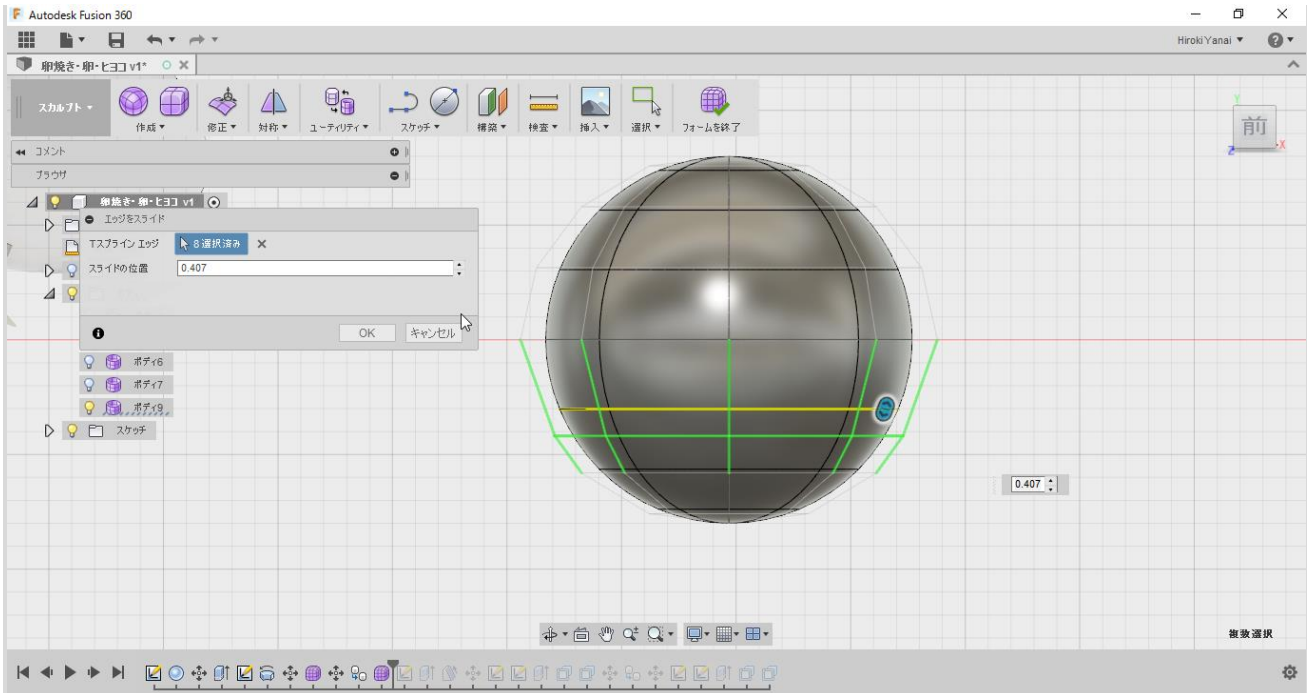 Autodesk Fusion 360
Hiroki Yanai
卵焼き・卵・ヒヨコ v1*
スカルプト
作成
修正
対称
ユーティリティ
スケッチ
構築
検査
挿入
選択
フォームを終了
前
Y
Z
X
コメント
ブラウザ
卵焼き・卵・ヒヨコ v1
エッジをスライド
Tスプライン エッジ
8 選択済み
スライドの位置
0.407
OK
キャンセル
ボディ6
ボディ7
ボディ9
スケッチ
0.407
複数選択